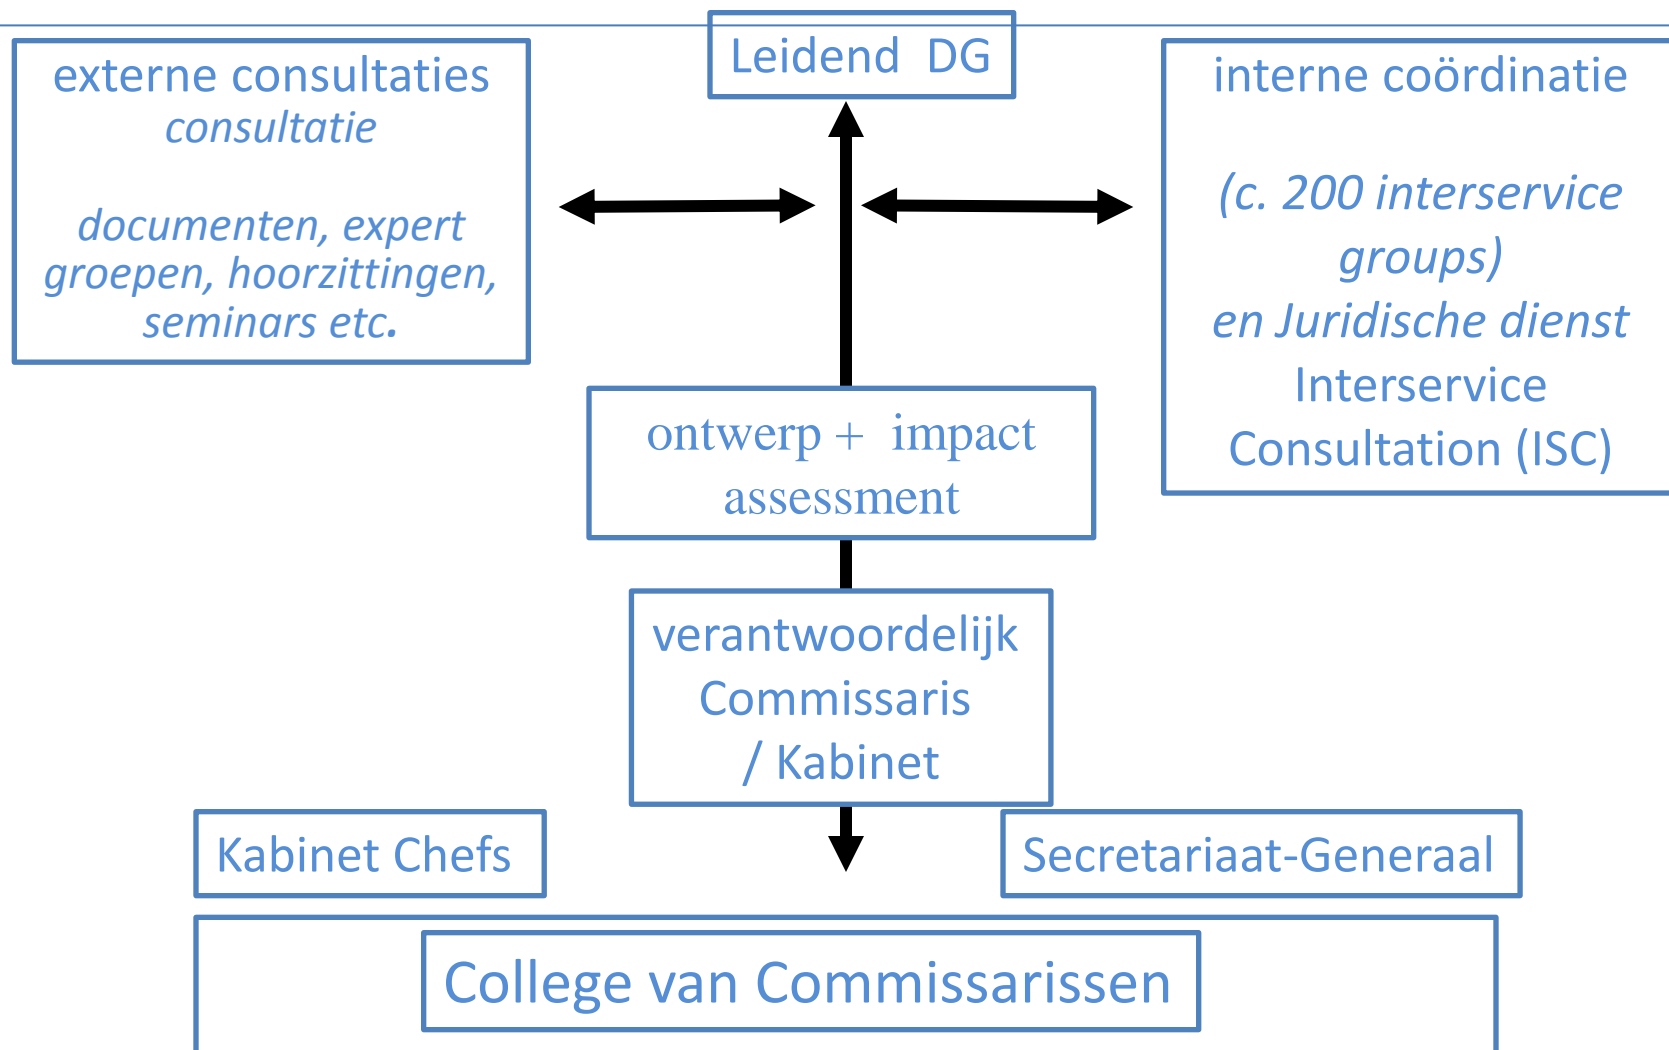 Leidend DG
externe consultaties
consultatie
documenten, expert
groepen, hoorzittingen,
seminars etc.
interne coördinatie
(c. 200 interservice
groups)
en Juridische dienst
Interservice
Consultation (ISC)
ontwerp + impact
assessment
verantwoordelijk
Commissaris
/ Kabinet
Kabinet Chefs
Secretariaat-Generaal
College van Commissarissen